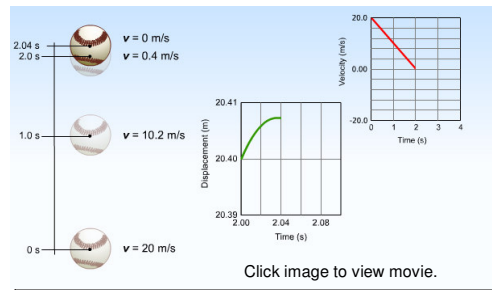 2.04 s
2.0 s
1.0 s
0 s
v = 0 m/s
v = 0.4 m/s
v = 10.2 m/s
v = 20 m/s
20.41
20.40
20.39
Displacement (m)
2.00
2.04
2.08
Time (s)
20.0
0.00
-20.0
Velocity (m/s)
0
1
2
3
4
Time (s)
Click image to view movie.